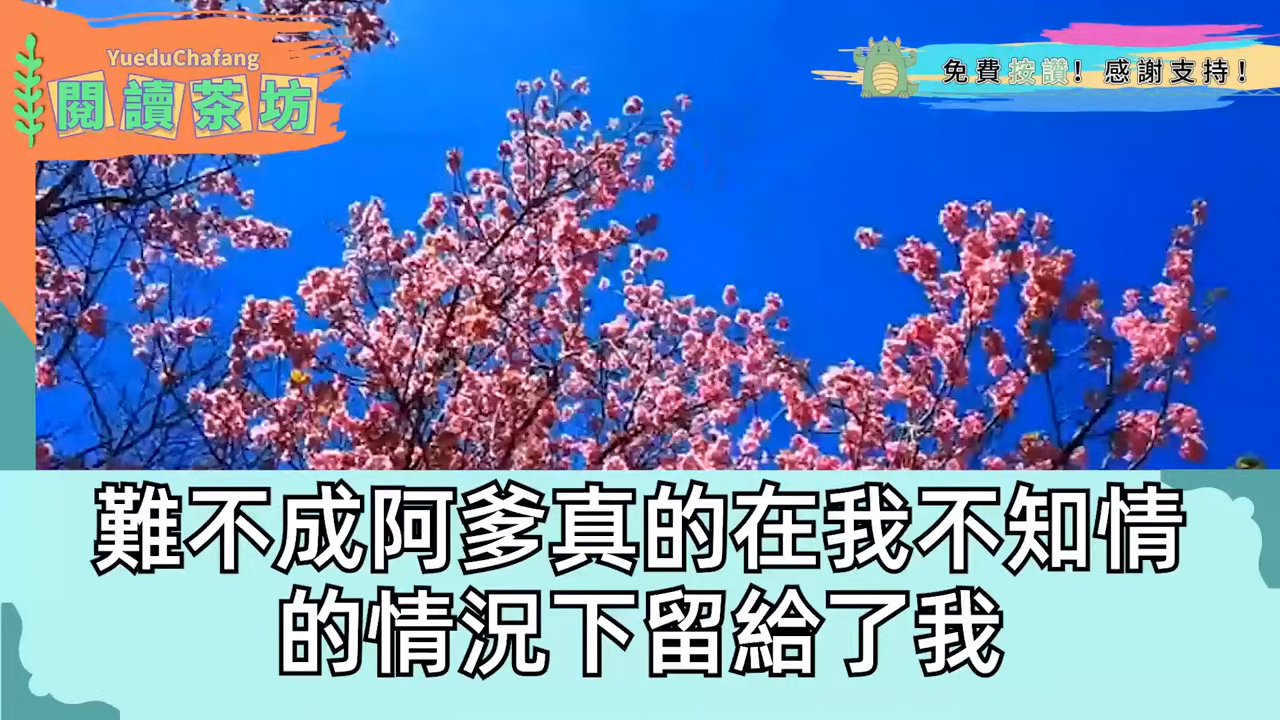 YueduChafang
閱讀茶坊
免費按讚！感謝支持！
難不成阿爹真的在我不知情
的情況下留給了我